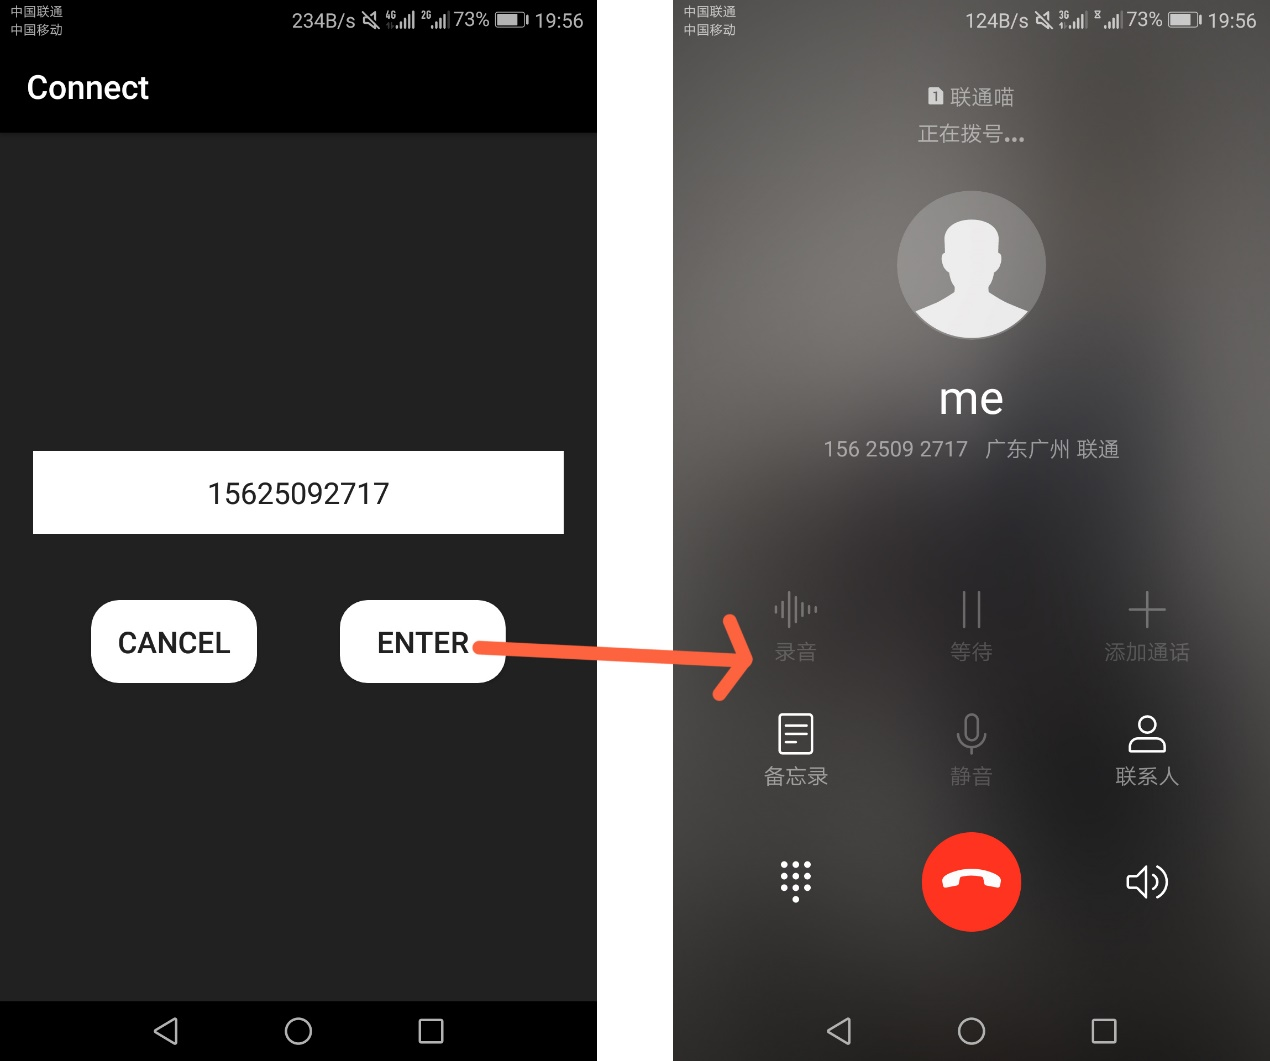 中国联通
中国移动
234B/s 4G 2G 73% 19:56
Connect
15625092717
CANCEL
ENTER
中国联通
中国移动
124B/s 3G 73% 19:56
1 联通喵
正在拨号...
me
156 2509 2717 广东广州 联通
录音
等待
添加通话
备忘录
静音
联系人